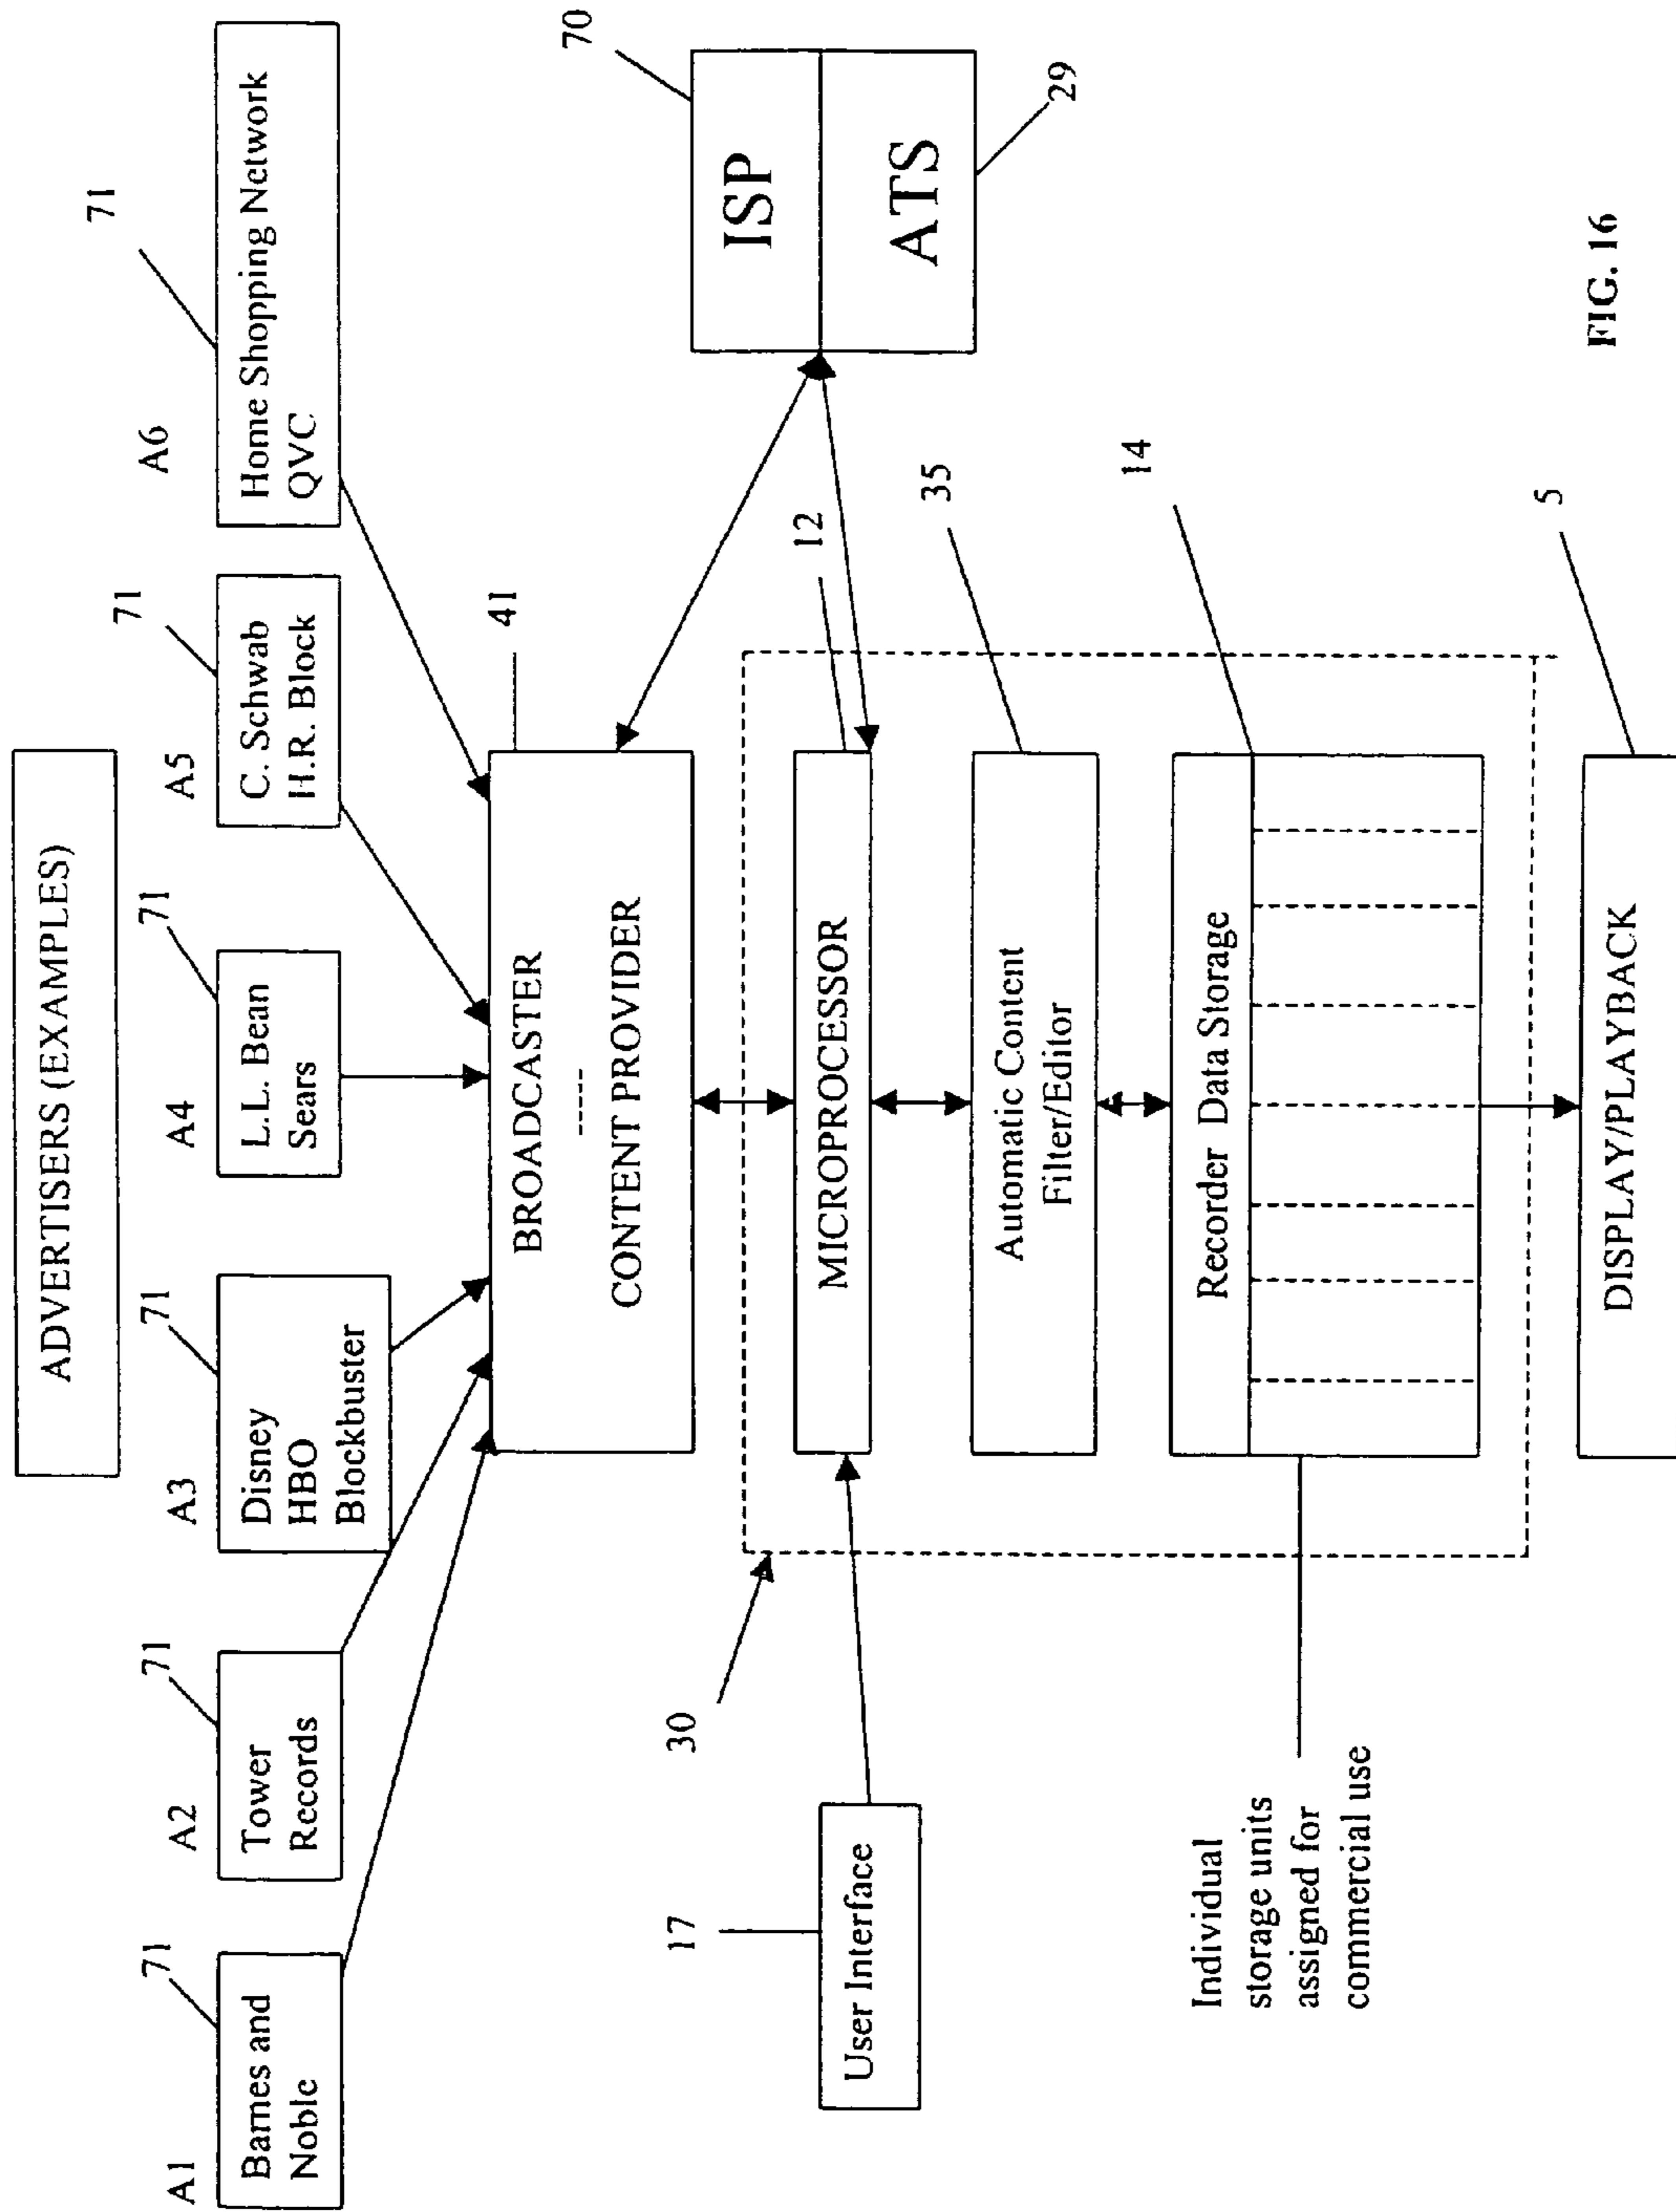 ADVERTISERS (EXAMPLES)
A1
71
Barnes and
Noble
A2
71
Tower
Records
A3
71
Disney
HBO
Blockbuster
A4
71
L.L. Bean
Sears
A5
71
C. Schwab
H.R. Block
A6
71
Home Shopping Network
QVC
41
BROADCASTER
-----
CONTENT PROVIDER
70
ISP
ATS
29
17
User Interface
30
12
MICROPROCESSOR
35
Automatic Content
Filter/Editor
14
Recorder Data Storage
Individual
storage units
assigned for
commercial use
5
DISPLAY/PLAYBACK
FIG. 16